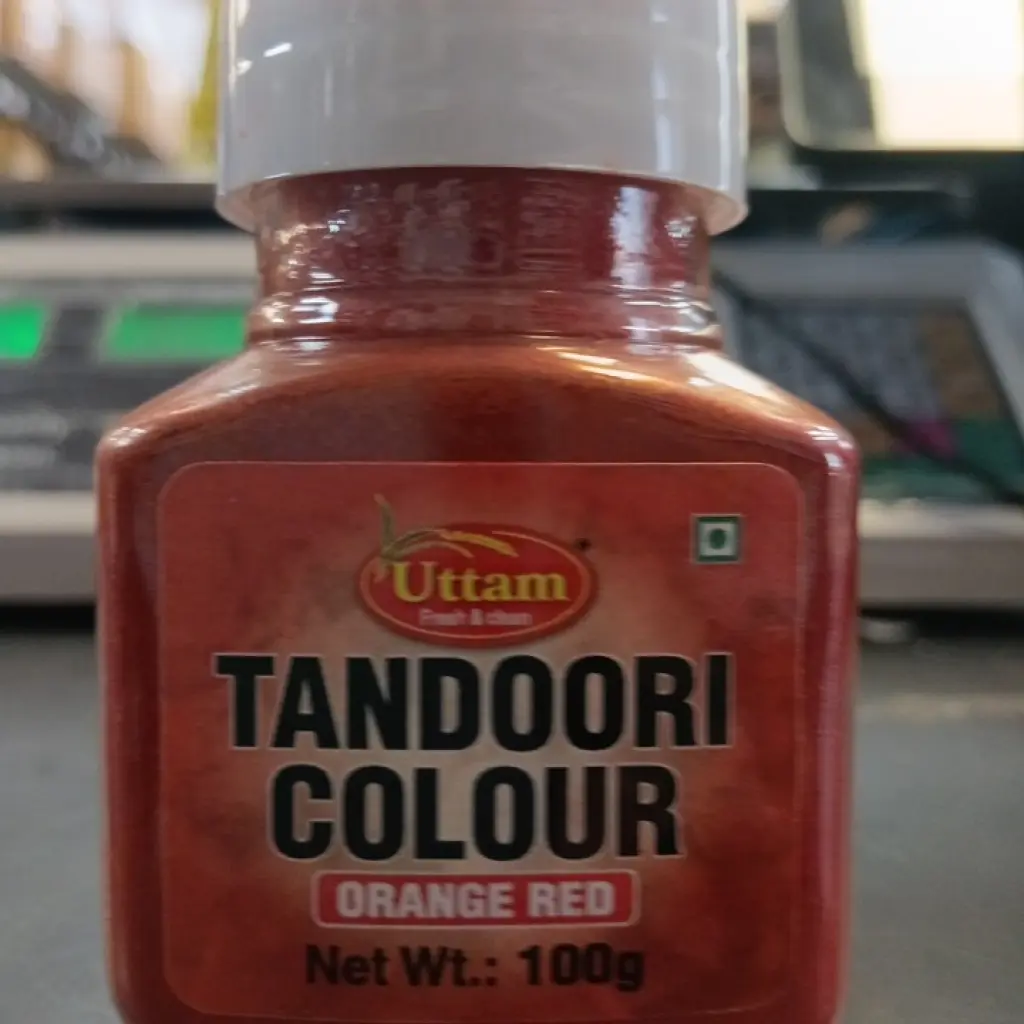 Uttam
Fresh & clean
TANDOORI
COLOUR
ORANGE RED
Net Wt.: 100g